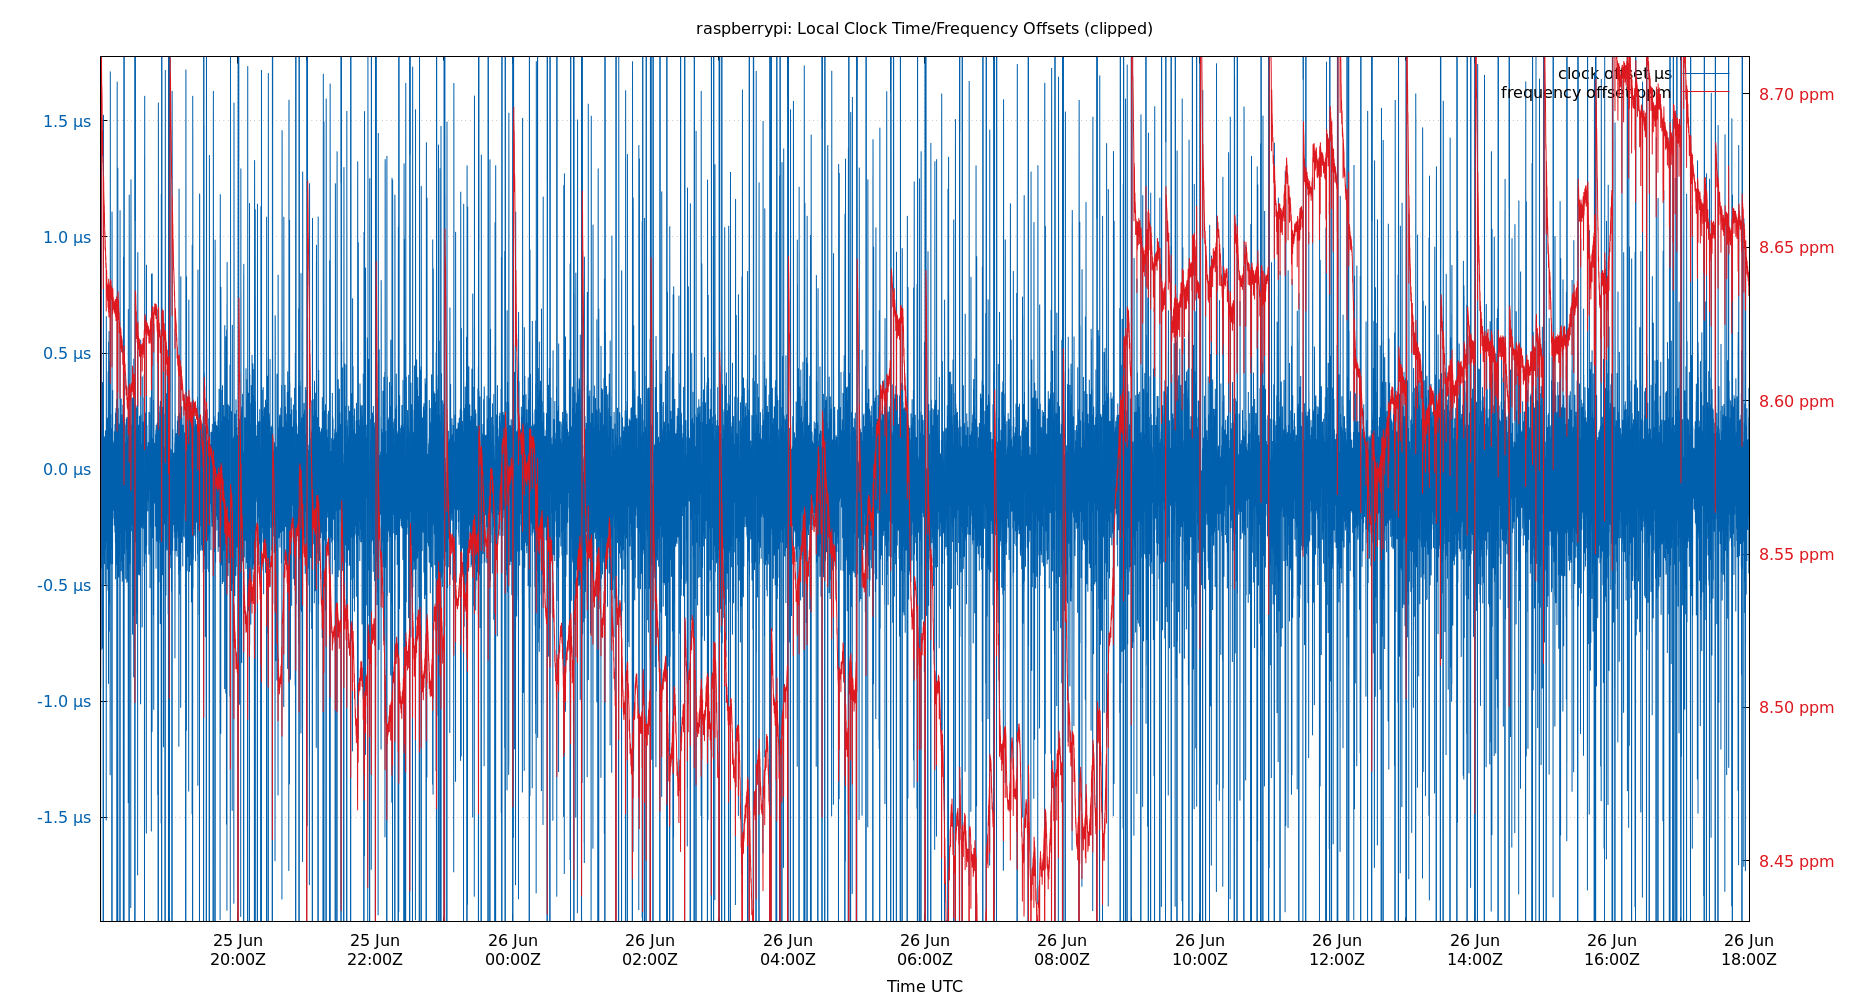 raspberrypi: Local Clock Time/Frequency Offsets (clipped)
clock offset µs
frequency offset ppm
1.5 µs
1.0 µs
0.5 µs
0.0 µs
-0.5 µs
-1.0 µs
-1.5 µs
8.70 ppm
8.65 ppm
8.60 ppm
8.55 ppm
8.50 ppm
8.45 ppm
25 Jun 25 Jun 26 Jun 26 Jun 26 Jun 26 Jun 26 Jun 26 Jun 26 Jun 26 Jun 26 Jun 26 Jun
20:00Z 22:00Z 00:00Z 02:00Z 04:00Z 06:00Z 08:00Z 10:00Z 12:00Z 14:00Z 16:00Z 18:00Z
Time UTC